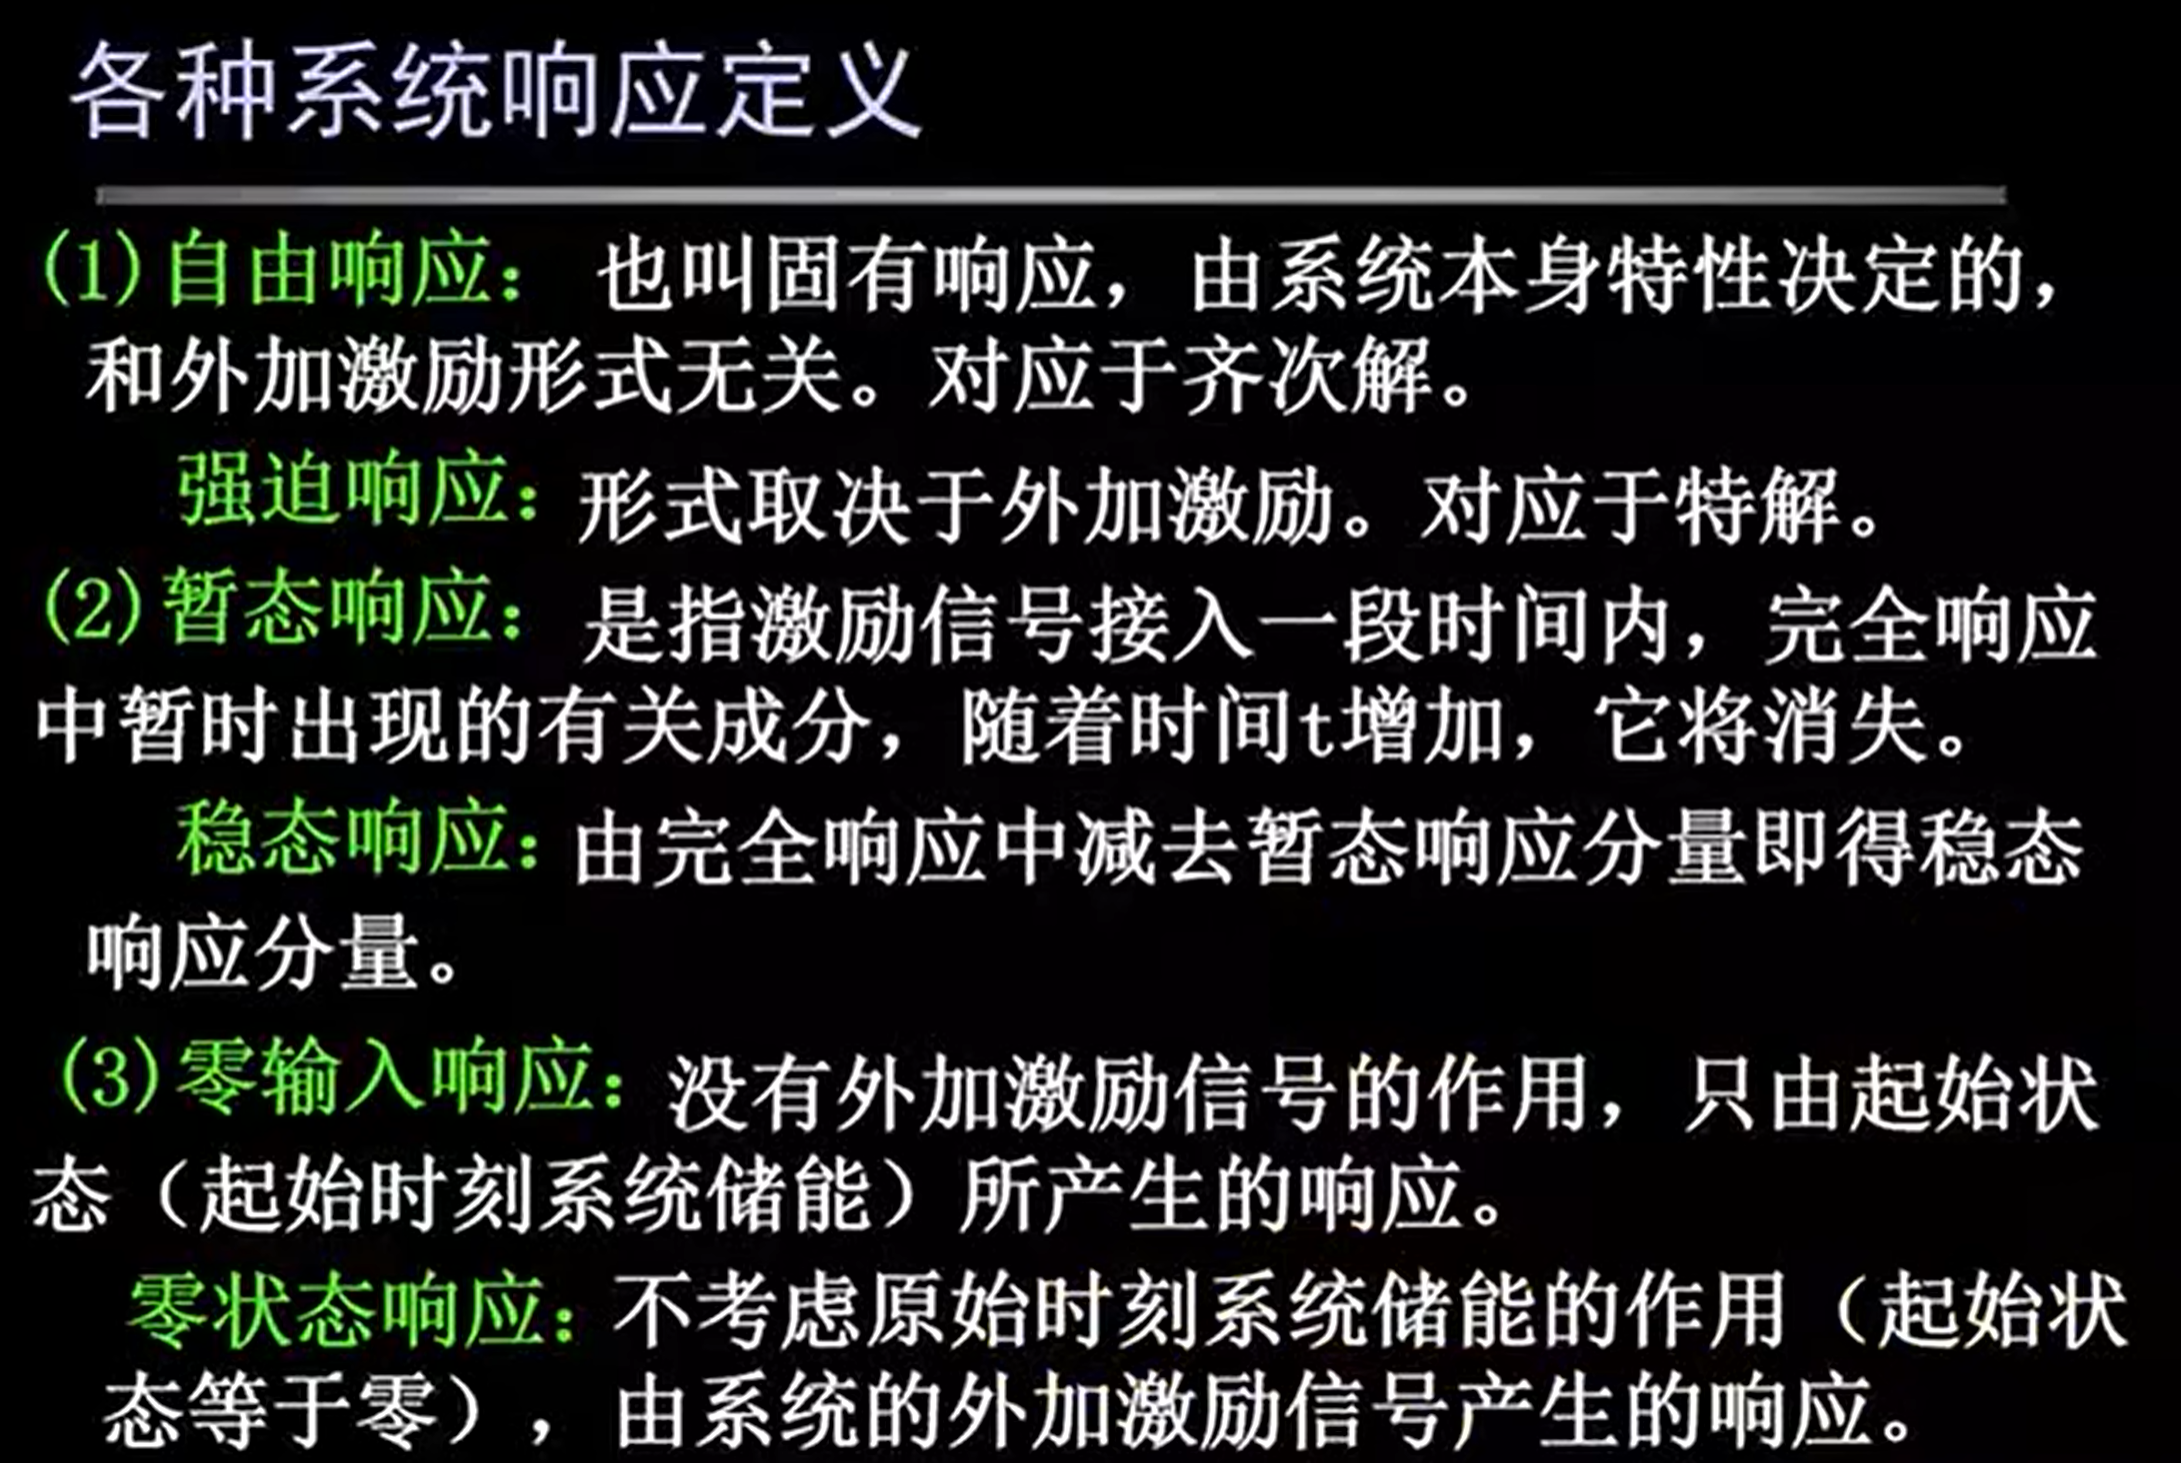 各种系统响应定义
(1)自由响应：也叫固有响应，由系统本身特性决定的，
和外加激励形式无关。对应于齐次解。
强迫响应：形式取决于外加激励。对应于特解。
(2)暂态响应：是指激励信号接入一段时间内，完全响应
中暂时出现的有关成分，随着时间t增加，它将消失。
稳态响应：由完全响应中减去暂态响应分量即得稳态
响应分量。
(3)零输入响应：没有外加激励信号的作用，只由起始状
态（起始时刻系统储能）所产生的响应。
零状态响应：不考虑原始时刻系统储能的作用（起始状
态等于零），由系统的外加激励信号产生的响应。